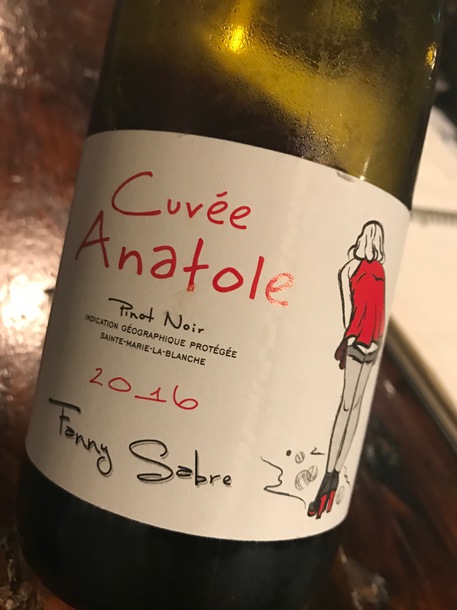 Cuvée
Anatole
Pinot Noir
INDICATION GÉOGRAPHIQUE PROTÉGÉE
SAINTE-MARIE-LA-BLANCHE
2016
Fanny Sabre